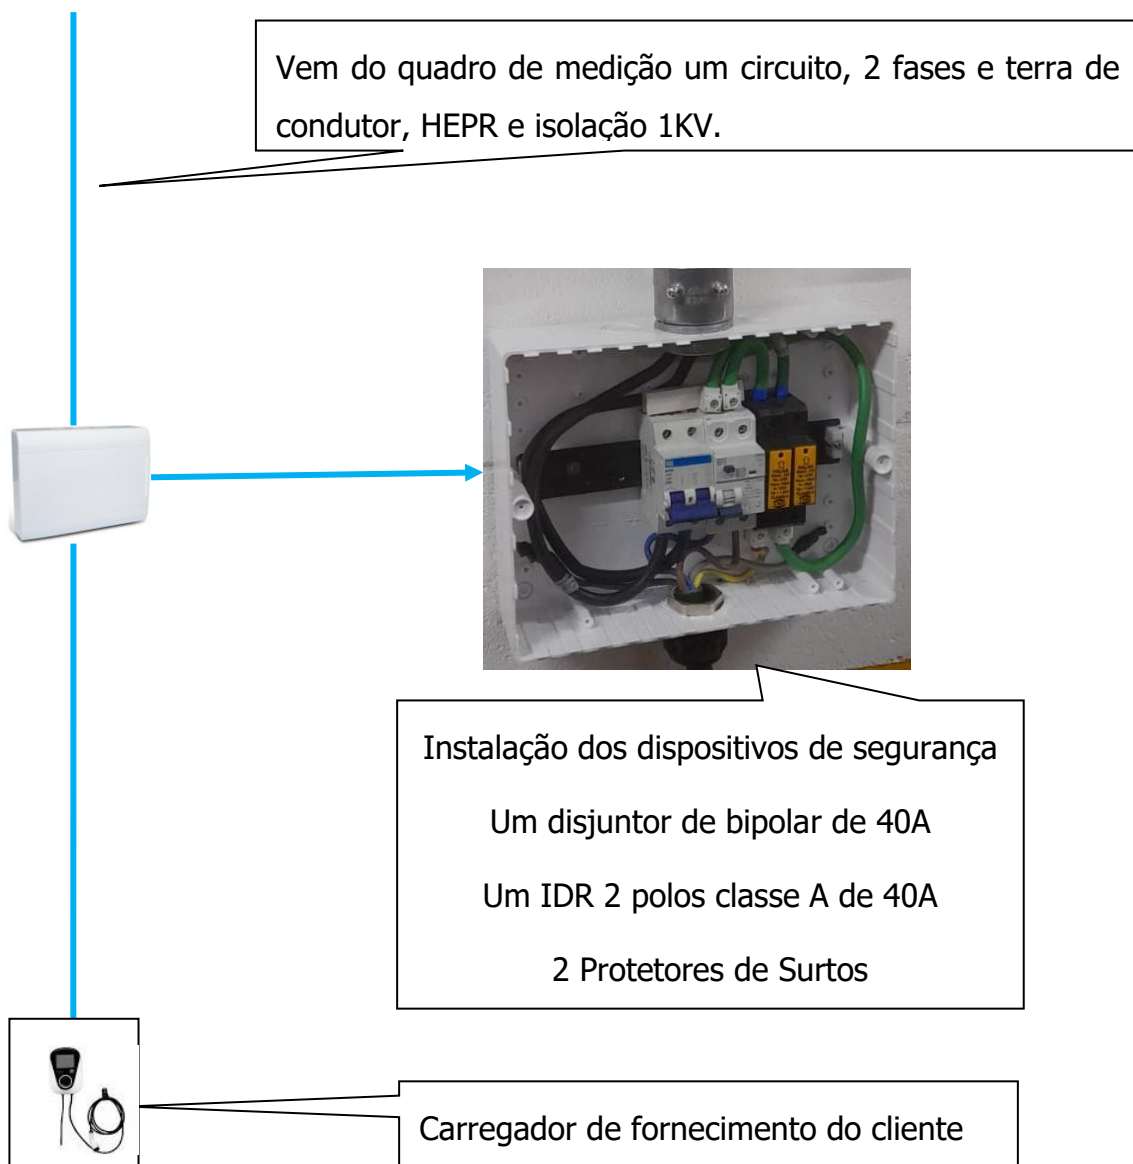 Vem do quadro de medição um circuito, 2 fases e terra de
condutor, HEPR e isolação 1KV.
Instalação dos dispositivos de segurança
Um disjuntor de bipolar de 40A
Um IDR 2 polos classe A de 40A
2 Protetores de Surtos
Carregador de fornecimento do cliente